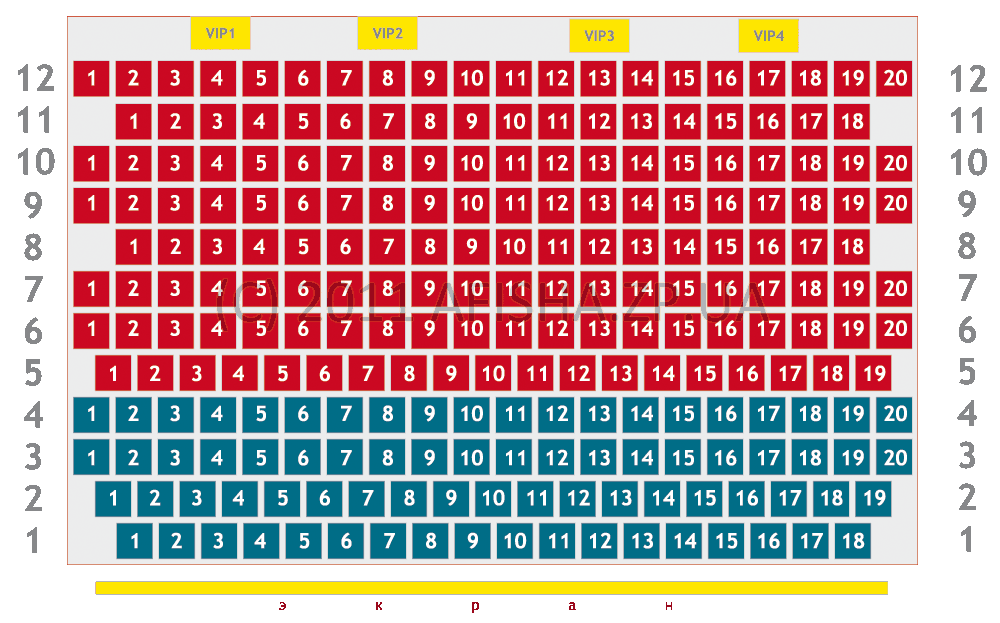 VIP1 VIP2 VIP3 VIP4
12 1 2 3 4 5 6 7 8 9 10 11 12 13 14 15 16 17 18 19 20 12
11 1 2 3 4 5 6 7 8 9 10 11 12 13 14 15 16 17 18 11
10 1 2 3 4 5 6 7 8 9 10 11 12 13 14 15 16 17 18 19 20 10
9 1 2 3 4 5 6 7 8 9 10 11 12 13 14 15 16 17 18 19 20 9
8 1 2 3 4 5 6 7 8 9 10 11 12 13 14 15 16 17 18 8
7 1 2 3 4 5 6 7 8 9 10 11 12 13 14 15 16 17 18 19 20 7
(C) 2011 AFISHA.ZP.UA
6 1 2 3 4 5 6 7 8 9 10 11 12 13 14 15 16 17 18 19 20 6
5 1 2 3 4 5 6 7 8 9 10 11 12 13 14 15 16 17 18 19 5
4 1 2 3 4 5 6 7 8 9 10 11 12 13 14 15 16 17 18 19 20 4
3 1 2 3 4 5 6 7 8 9 10 11 12 13 14 15 16 17 18 19 20 3
2 1 2 3 4 5 6 7 8 9 10 11 12 13 14 15 16 17 18 19 2
1 1 2 3 4 5 6 7 8 9 10 11 12 13 14 15 16 17 18 1
э к р а н